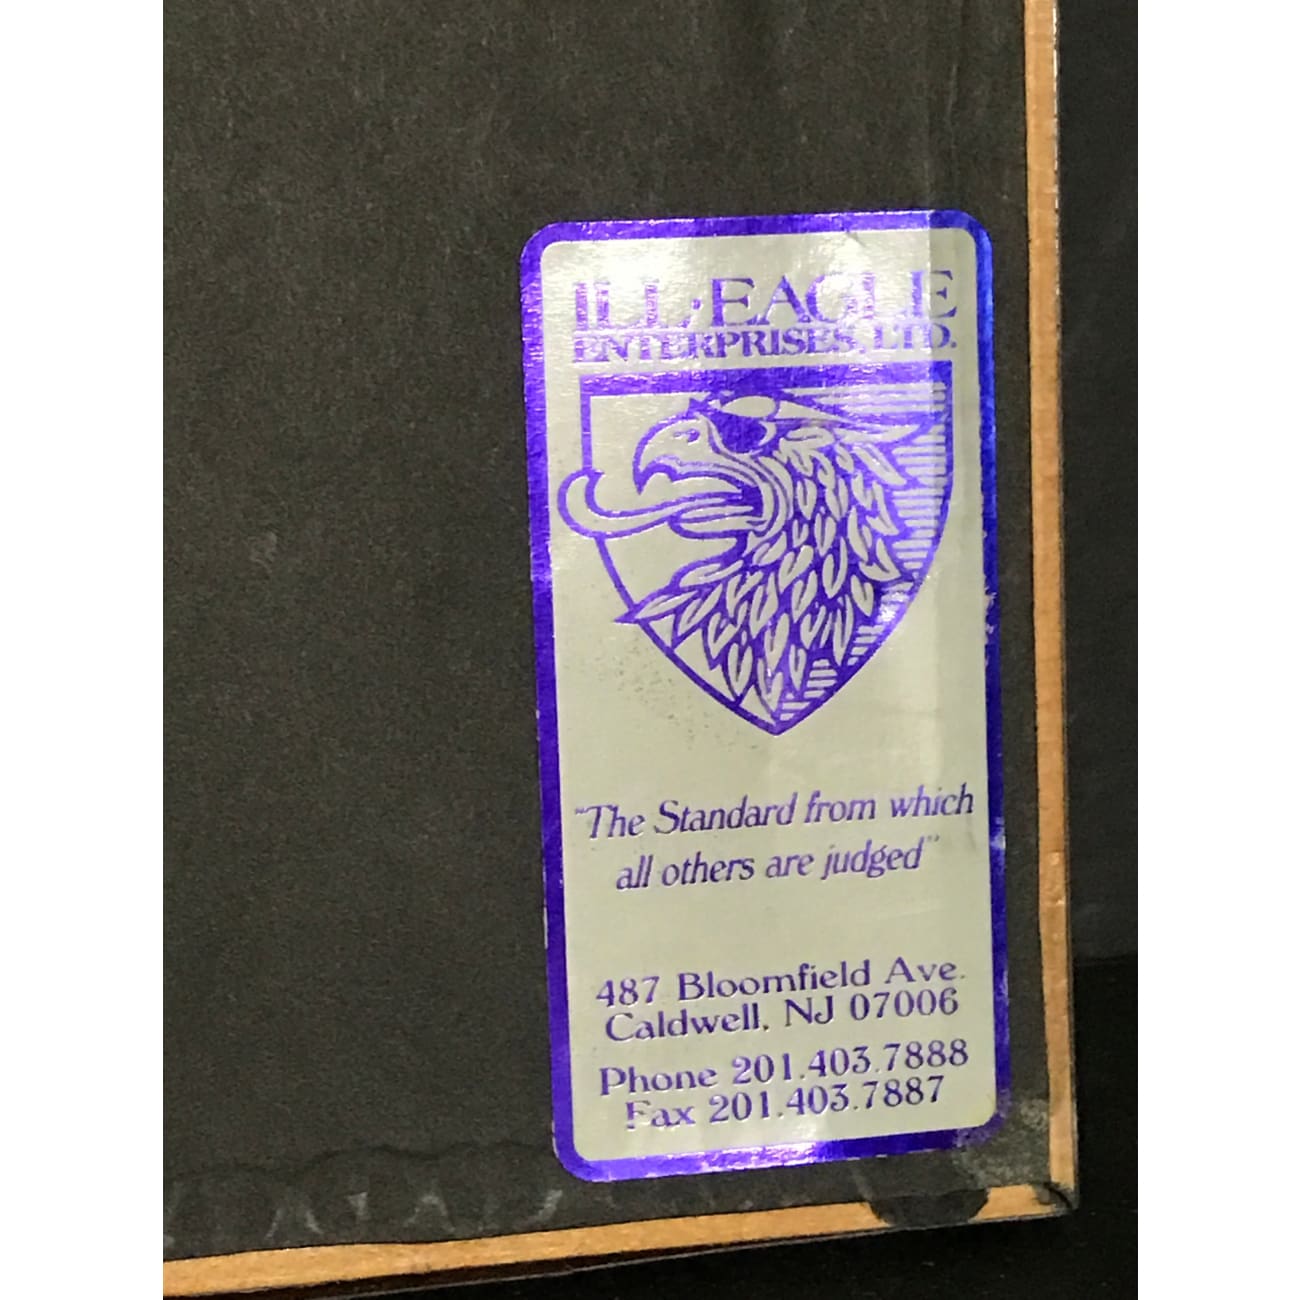 ILL·EAGLE
ENTERPRISES, LTD.
"The Standard from which
all others are judged"
487 Bloomfield Ave.
Caldwell, NJ 07006
Phone 201.403.7888
Fax 201.403.7887